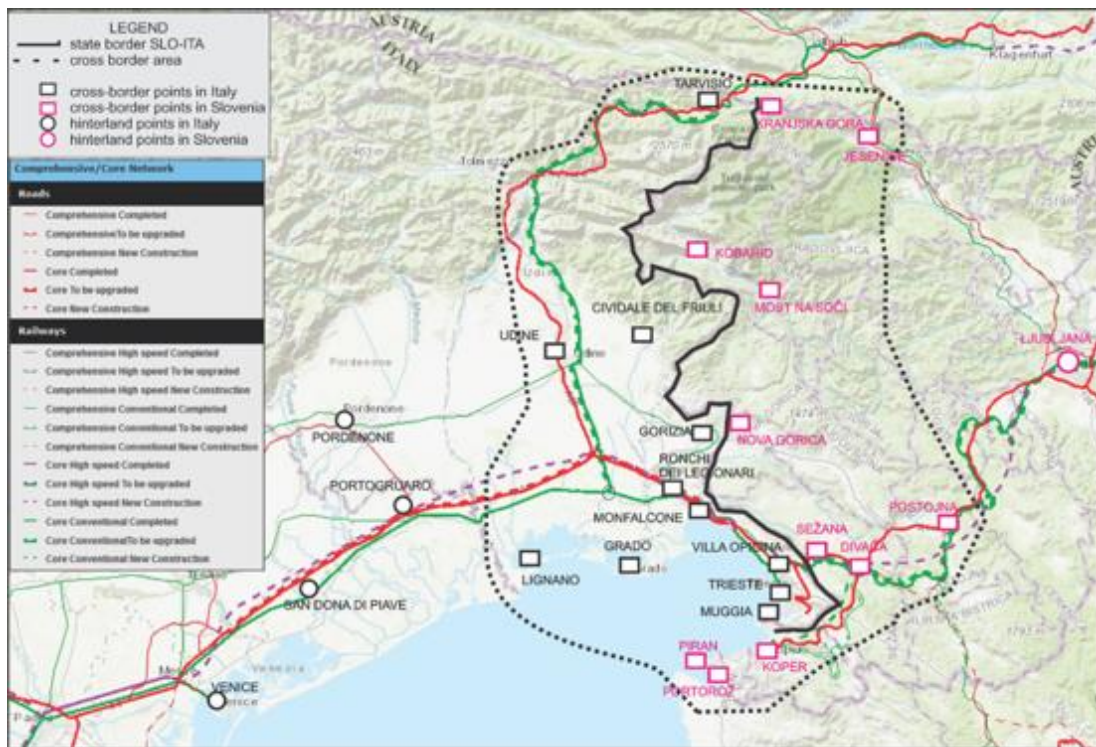 LEGEND
state border SLO-ITA
cross border area
cross-border points in Italy
cross-border points in Slovenia
hinterland points in Italy
hinterland points in Slovenia
Comprehensive/Core Network
Roads
Comprehensive Completed
ComprehensiveTo be upgraded
Comprehensive New Construction
Core Completed
Core To be upgraded
Core New Construction
Railways
Comprehensive High speed Completed
Comprehensive High speed To be upgraded
Comprehensive High speed New Construction
Comprehensive Conventional Completed
Comprehensive Conventional To be upgraded
Comprehensive Conventional New Construction
Core High speed Completed
Core High speed To be upgraded
Core High speed New Construction
Core Conventional Completed
Core ConventionalTo be upgraded
Core Conventional New Construction
AUSTRIA
ITALY
Klagenfurt
TARVISIO
KRANJSKA GORA
JESENICE
AUSTRIA
KOBARID
MOST NA SOČI
CIVIDALE DEL FRIULI
UDINE
LJUBLJANA
Pordenone
Pordenone
PORDENONE
GORIZIA
NOVA GORICA
RONCHI
DEI LEGIONARI
PORTOGRUARO
MONFALCONE
POSTOJNA
SEŽANA
DIVAČA
VILLA OPICINA
GRADO
LIGNANO
TRIESTE
MUGGIA
SAN DONA DI PIAVE
PIRAN
KOPER
PORTOROŽ
Venezia
VENICE